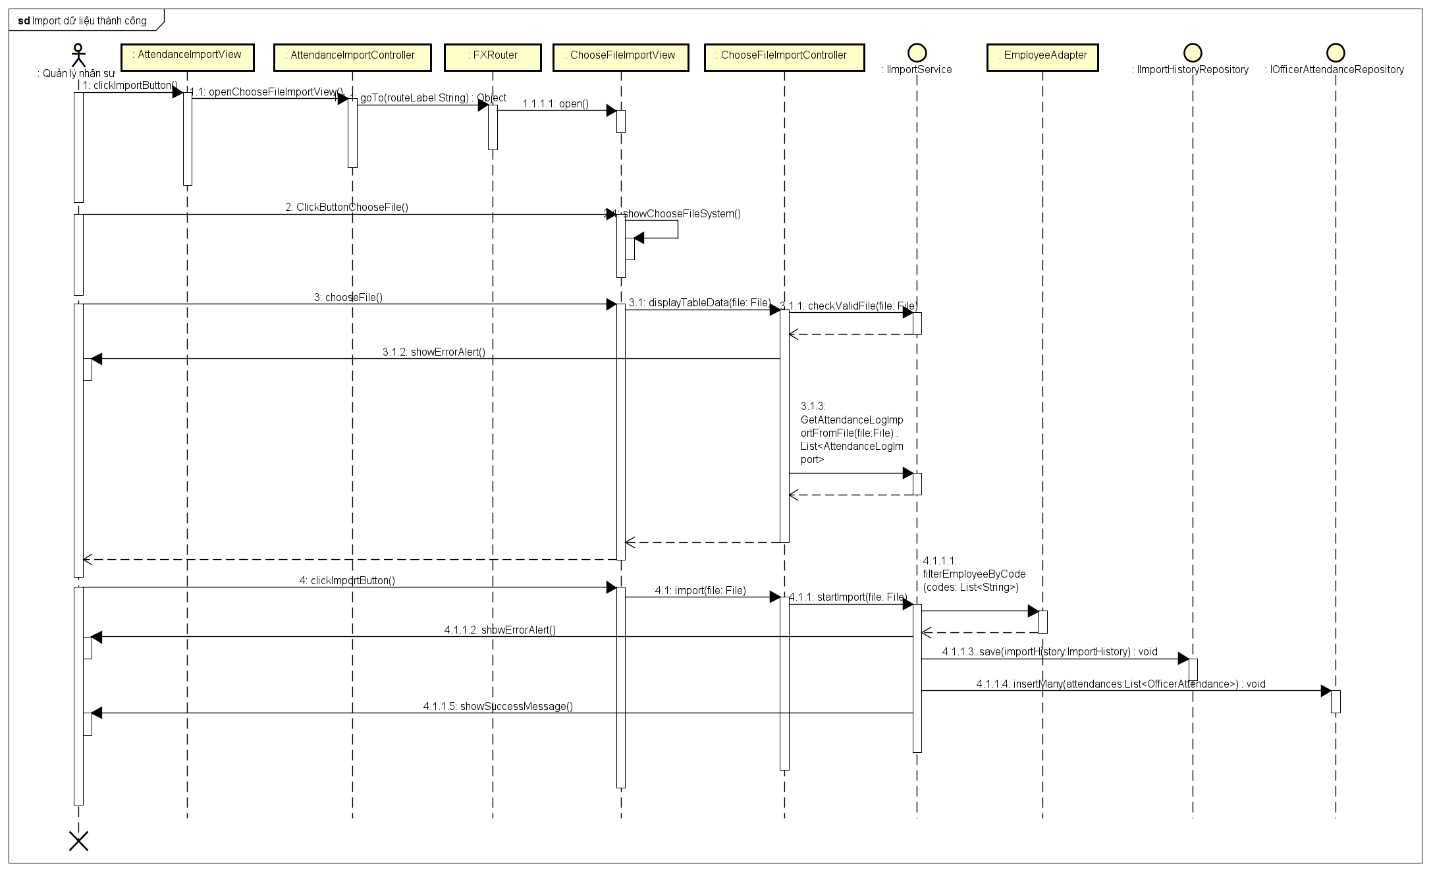 sd Import dữ liệu thành công
: Quản lý nhân sự
: AttendanceImportView
: AttendanceImportController
: FXRouter
: ChooseFileImportView
: ChooseFileImportController
: IImportService
: EmployeeAdapter
: IImportHistoryRepository
: IOfficerAttendanceRepository
1: clickImportButton()
1.1: openChooseFileImportView()
goTo(routeLabel:String) : Object
1.1.1.1: open()
2: ClickButtonChooseFile()
showChooseFileSystem()
3: chooseFile()
3.1: displayTableData(file: File)
3.1.1: checkValidFile(file: File)
3.1.2: showErrorAlert()
3.1.3:
GetAttendanceLogImp
ortFromFile(file:File) :
List<AttendanceLogIm
port>
4.1.1.1:
filterEmployeeByCode
(codes: List<String>)
4: clickImportButton()
4.1: import(file: File)
4.1.1: startImport(file: File)
4.1.1.2: showErrorAlert()
4.1.1.3: save(importHistory:ImportHistory) : void
4.1.1.4: insertMany(attendances:List<OfficerAttendance>) : void
4.1.1.5: showSuccessMessage()